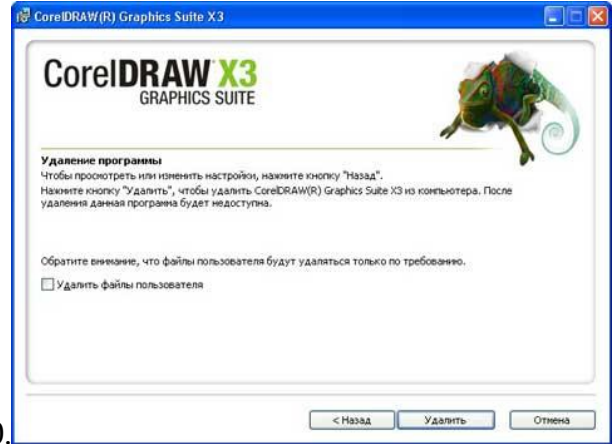 CorelDRAW(R) Graphics Suite X3
CorelDRAW X3
GRAPHICS SUITE
Удаление программы
Чтобы просмотреть или изменить настройки, нажмите кнопку "Назад".
Нажмите кнопку "Удалить", чтобы удалить CorelDRAW(R) Graphics Suite X3 из компьютера. После
удаления данная программа будет недоступна.
Обратите внимание, что файлы пользователя будут удаляться только по требованию.
Удалить файлы пользователя
< Назад Удалить Отмена